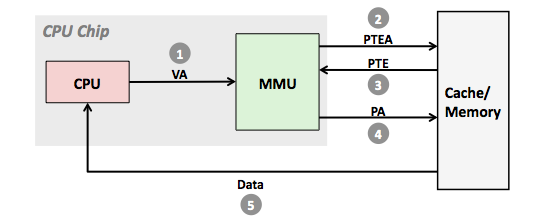 CPU Chip
1
2
PTEA
CPU
VA
MMU
PTE
3
PA
4
Cache/
Memory
Data
5